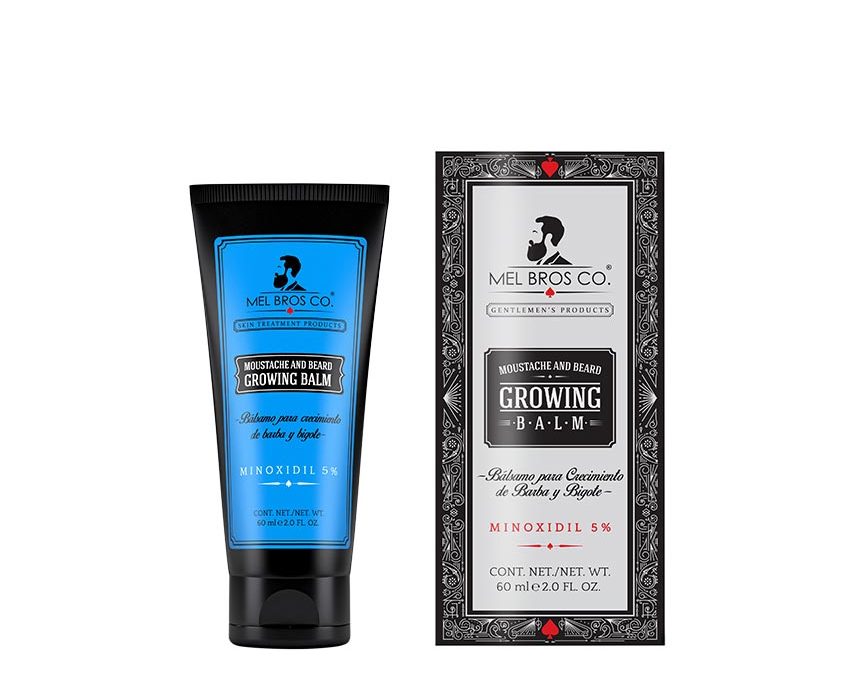 MEL BROS CO.®
SKIN TREATMENT PRODUCTS
MOUSTACHE AND BEARD
GROWING BALM
-Bálsamo para crecimiento
de barba y bigote-
MINOXIDIL 5%
CONT. NET./NET. WT.
60 ml e 2.0 FL. OZ.
MEL BROS CO.®
GENTLEMEN'S PRODUCTS
MOUSTACHE AND BEARD
GROWING
·B·A·L·M·
-Bálsamo para Crecimiento
de Barba y Bigote-
MINOXIDIL 5%
CONT. NET./NET. WT.
60 ml e 2.0 FL. OZ.